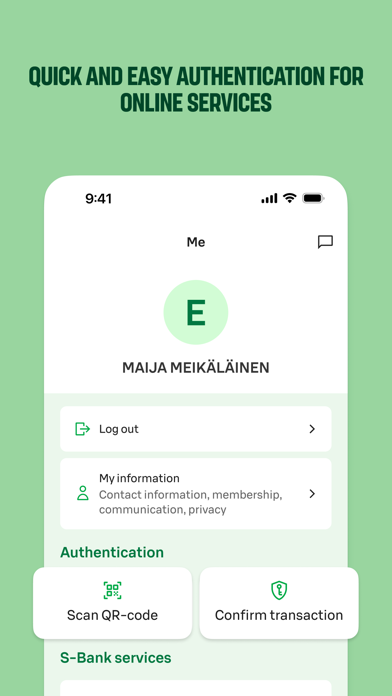 QUICK AND EASY AUTHENTICATION FOR
ONLINE SERVICES
9:41
Me
E
MAIJA MEIKÄLÄINEN
Log out
My information
Contact information, membership,
communication, privacy
Authentication
Scan QR-code
Confirm transaction
S-Bank services